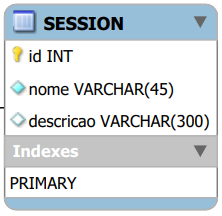 SESSION
id INT
nome VARCHAR(45)
descricao VARCHAR(300)
Indexes
PRIMARY